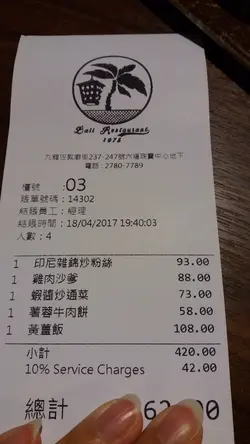 Bali Restaurant
1978
電話：2780-7789
檯號 :03
賬單號碼：14302
結賬員工：經理
結賬時間：18/04/2017 19:40:03
人數：4
1 印尼雜錦炒粉絲 93.00
1 雞肉沙爹 88.00
1 蝦醬炒通菜 73.00
1 薯蓉牛肉餅 58.00
1 黃薑飯 108.00
小計 420.00
10% Service Charges 42.00
總計 62.00